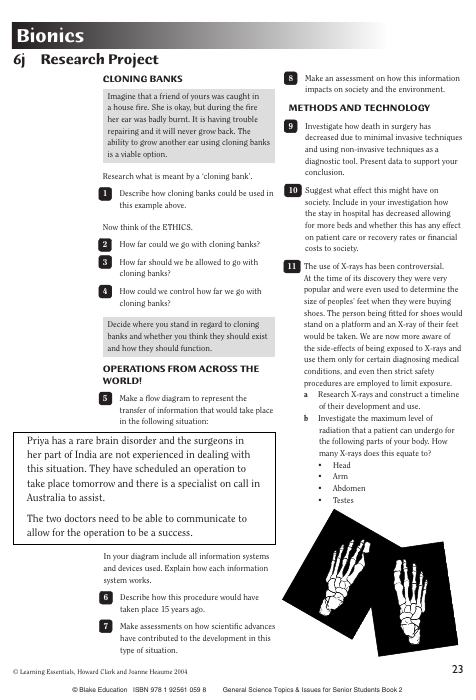 Bionics
6j Research Project
CLONING BANKS
Imagine that a friend of yours was caught in
a house fire. She is okay, but during the fire
her ear was badly burnt. It is having trouble
repairing and it will never grow back. The
ability to grow another ear using cloning banks
is a viable option.
Research what is meant by a ‘cloning bank’.
1 Describe how cloning banks could be used in
this example above.
Now think of the ETHICS.
2 How far could we go with cloning banks?
3 How far should we be allowed to go with
cloning banks?
4 How could we control how far we go with
cloning banks?
Decide where you stand in regard to cloning
banks and whether you think they should exist
and how they should function.
OPERATIONS FROM ACROSS THE
WORLD!
5 Make a flow diagram to represent the
transfer of information that would take place
in the following situation:
Priya has a rare brain disorder and the surgeons in
her part of India are not experienced in dealing with
this situation. They have scheduled an operation to
take place tomorrow and there is a specialist on call in
Australia to assist.
The two doctors need to be able to communicate to
allow for the operation to be a success.
In your diagram include all information systems
and devices used. Explain how each information
system works.
6 Describe how this procedure would have
taken place 15 years ago.
7 Make assessments on how scientific advances
have contributed to the development in this
type of situation.
8 Make an assessment on how this information
impacts on society and the environment.
METHODS AND TECHNOLOGY
9 Investigate how death in surgery has
decreased due to minimal invasive techniques
and using non-invasive techniques as a
diagnostic tool. Present data to support your
conclusion.
10 Suggest what effect this might have on
society. Include in your investigation how
the stay in hospital has decreased allowing
for more beds and whether this has any effect
on patient care or recovery rates or financial
costs to society.
11 The use of X-rays has been controversial.
At the time of its discovery they were very
popular and were even used to determine the
size of peoples’ feet when they were buying
shoes. The person being fitted for shoes would
stand on a platform and an X-ray of their feet
would be taken. We are now more aware of
the side-effects of being exposed to X-rays and
use them only for certain diagnosing medical
conditions, and even then strict safety
procedures are employed to limit exposure.
a Research X-rays and construct a timeline
of their development and use.
b Investigate the maximum level of
radiation that a patient can undergo for
the following parts of your body. How
many X-rays does this equate to?
• Head
• Arm
• Abdomen
• Testes
© Learning Essentials, Howard Clark and Joanne Heaume 2004
23
© Blake Education ISBN 978 1 92561 059 8 General Science Topics & Issues for Senior Students Book 2